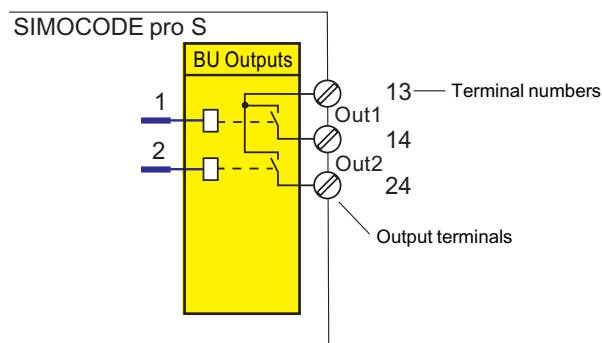 SIMOCODE pro S
BU Outputs
1
2
13
Terminal numbers
Out1
14
Out2
24
Output terminals